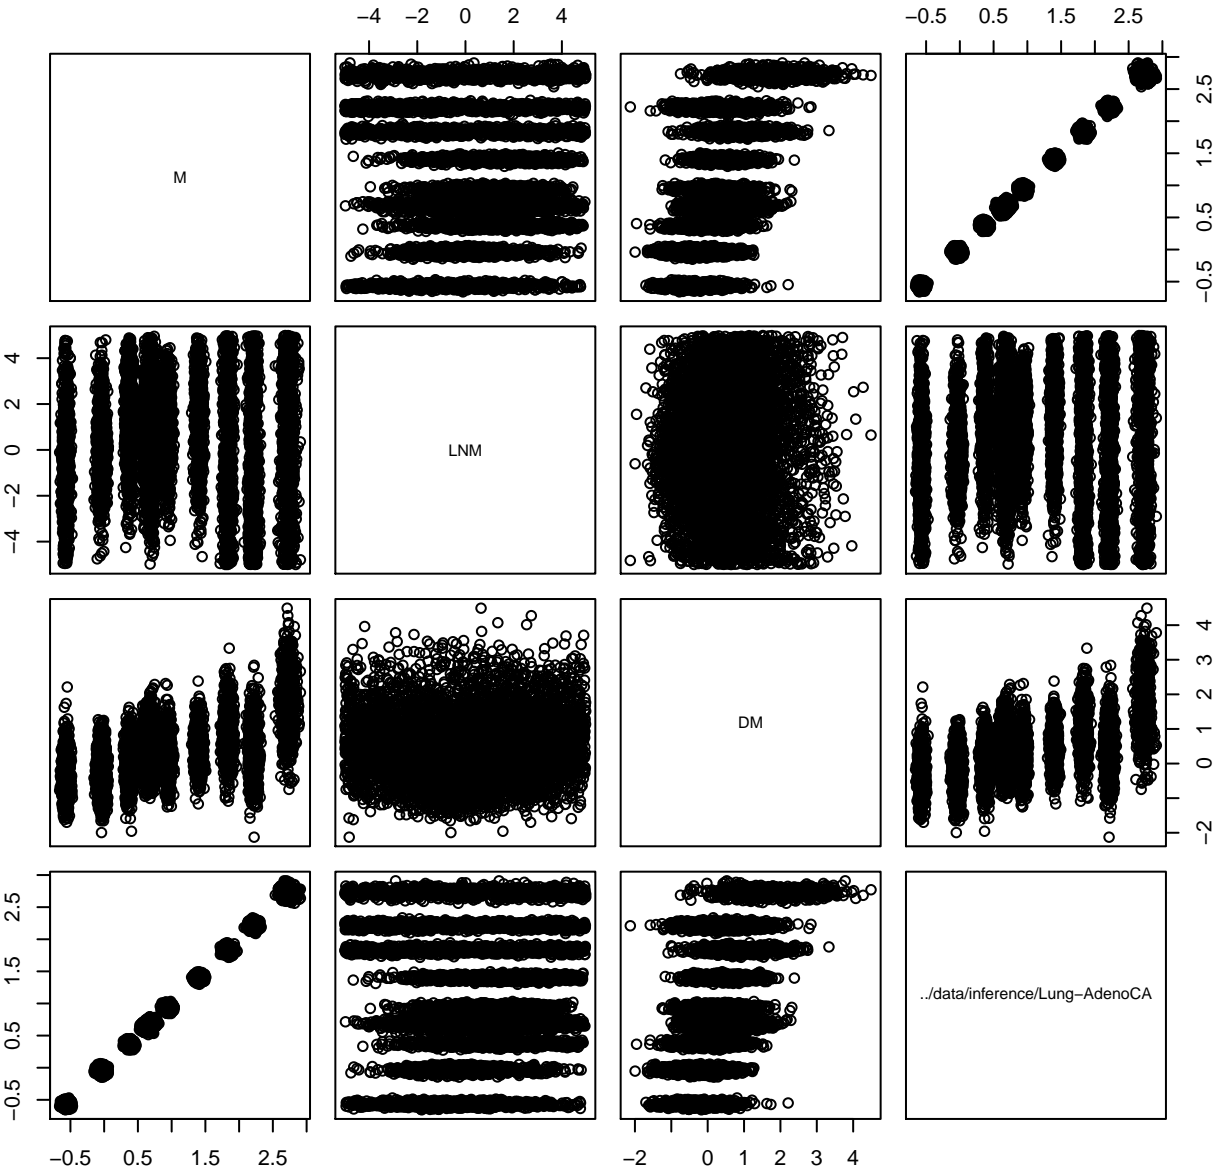 −4 −2 0 2 4 −0.5 0.5 1.5 2.5
M −0.5 0.5 1.5 2.5
−4 −2 0 2 4 LNM
DM −2 0 1 2 3 4
−0.5 0.5 1.5 2.5 ../data/inference/Lung−AdenoCA
−0.5 0.5 1.5 2.5 −2 0 1 2 3 4